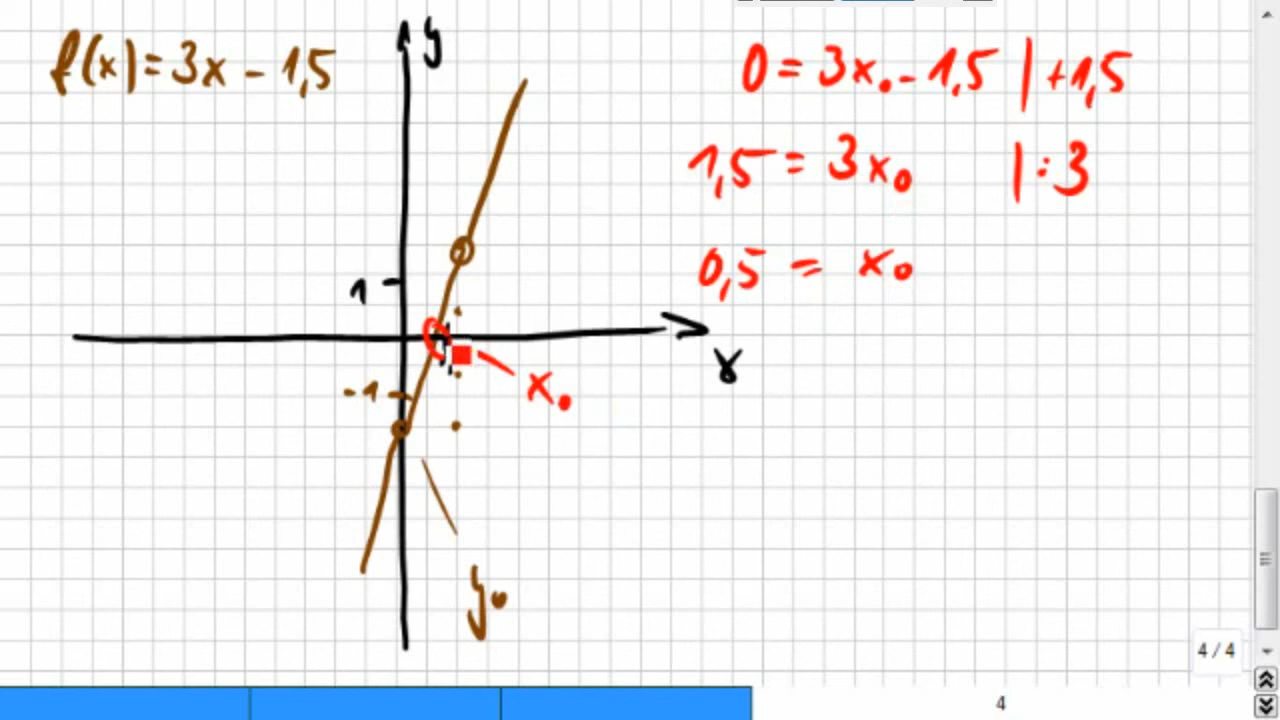 f(x) = 3x - 1,5
y
0 = 3x₀ - 1,5 | +1,5
1,5 = 3x₀ | : 3
0,5 = x₀
1
1
x
-1
x₀
y₀
4 / 4
4